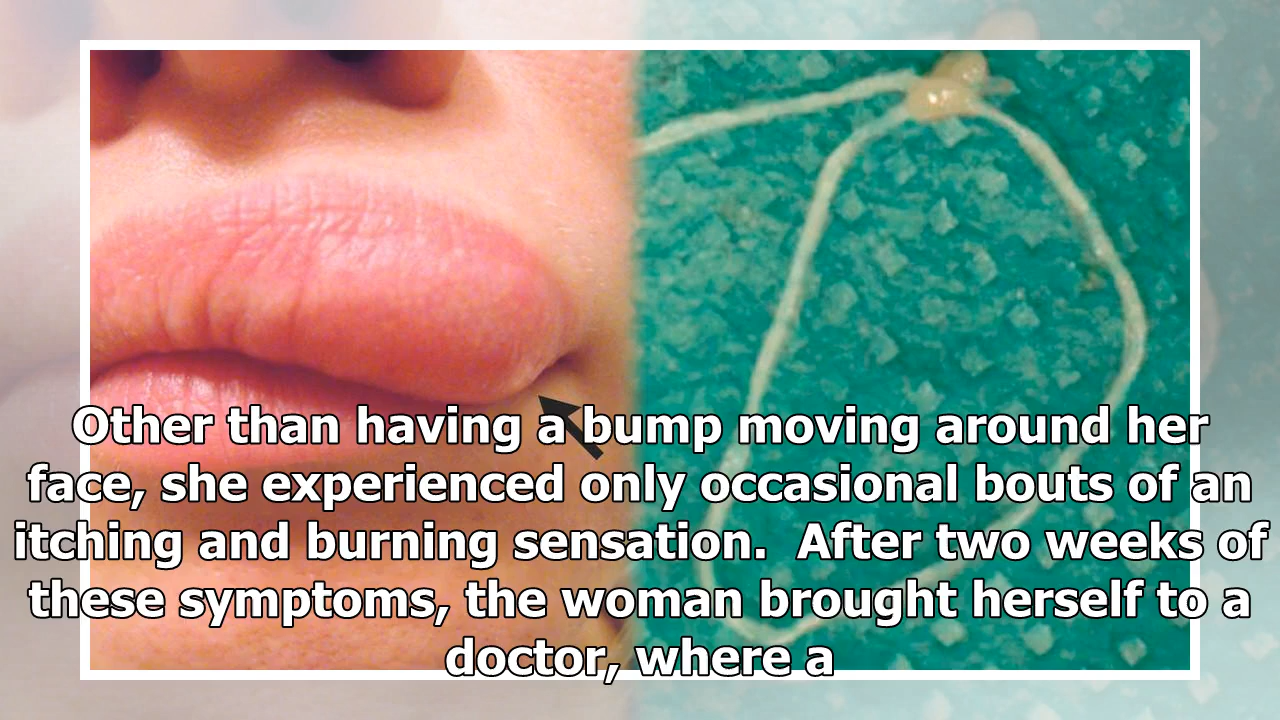 Other than having a bump moving around her
face, she experienced only occasional bouts of an
itching and burning sensation.  After two weeks of
these symptoms, the woman brought herself to a
doctor, where a